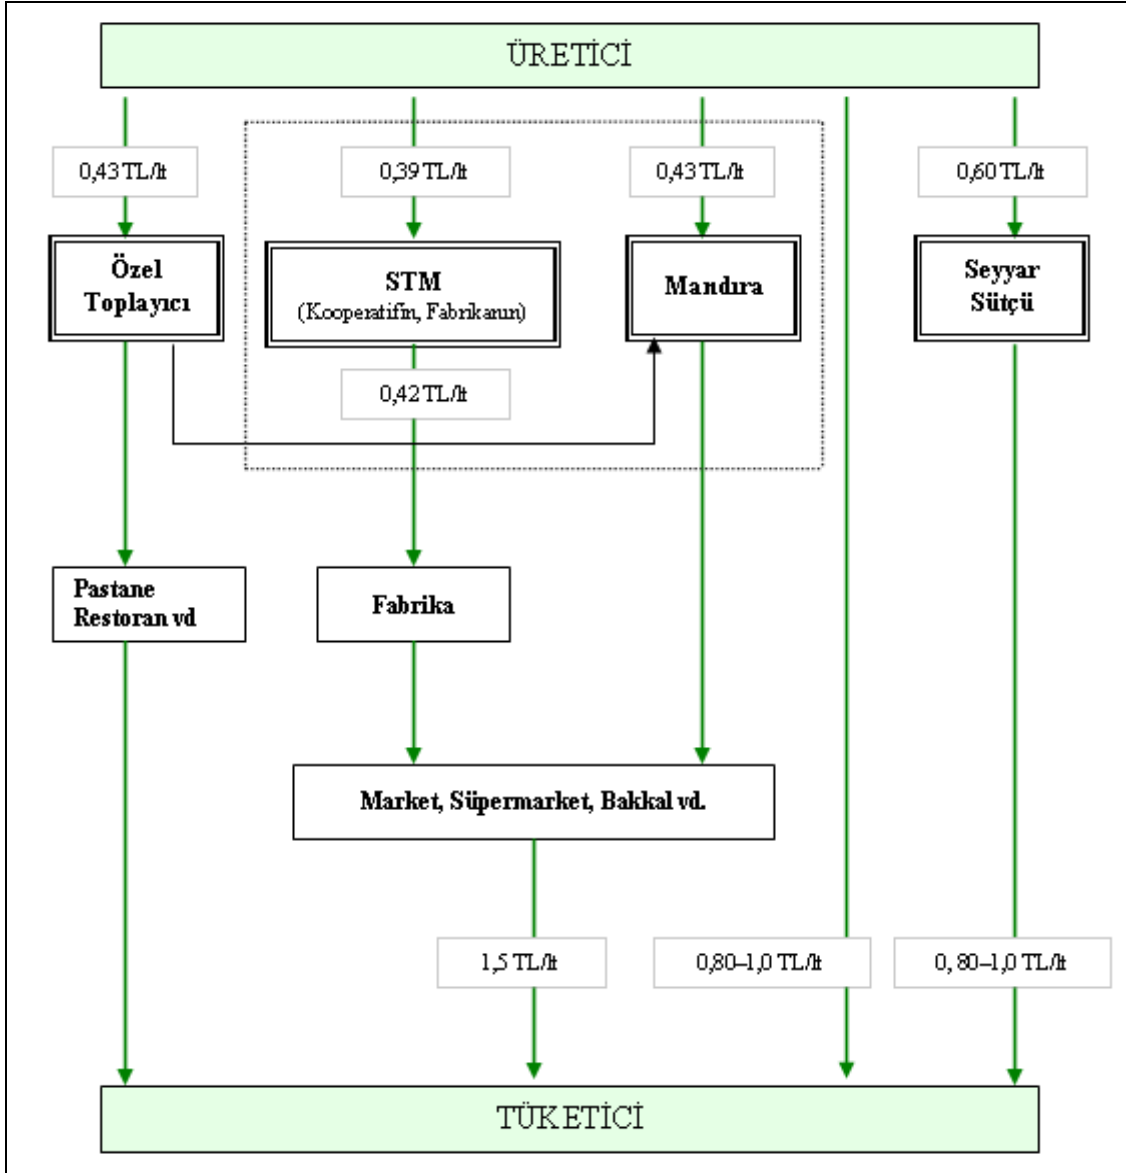 ÜRETİCİ
0,43 TL/lt
0,39 TL/lt
0,43 TL/lt
0,60 TL/lt
Özel
Toplayıcı
STM
(Kooperatifin, Fabrikanın)
Mandıra
Seyyar
Sütçü
0,42 TL/lt
Pastane
Restoran vd
Fabrika
Market, Süpermarket, Bakkal vd.
1,5 TL/lt
0,80–1,0 TL/lt
0, 80–1,0 TL/lt
TÜKETİCİ